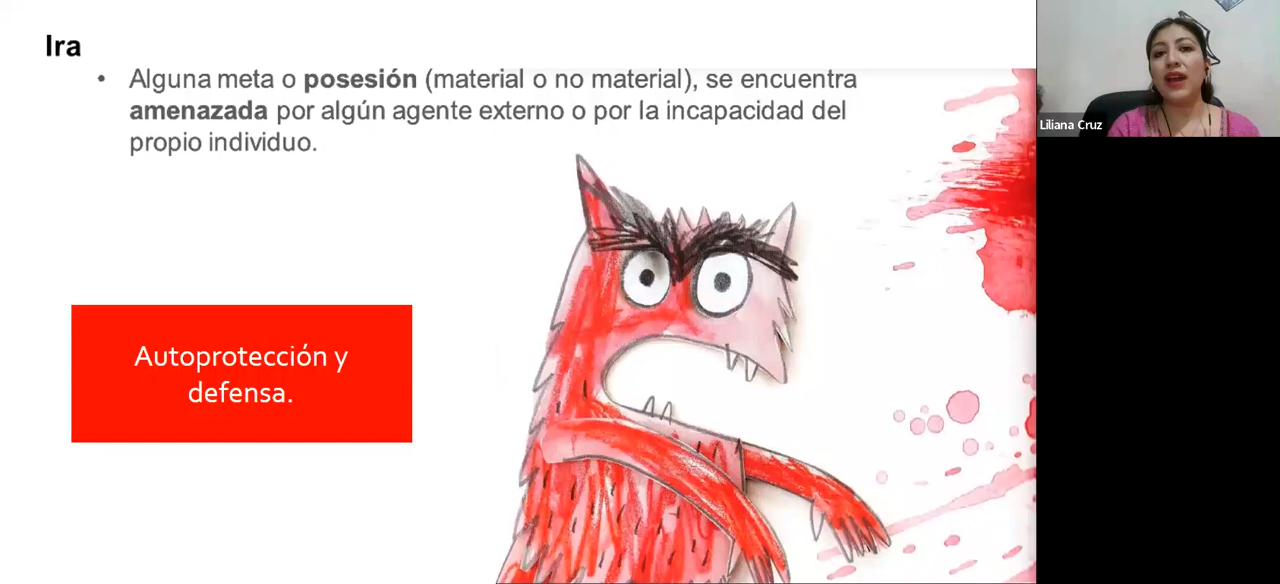 Ira
• Alguna meta o posesión (material o no material), se encuentra
amenazada por algún agente externo o por la incapacidad del
propio individuo.
Autoprotección y
defensa.
Liliana Cruz